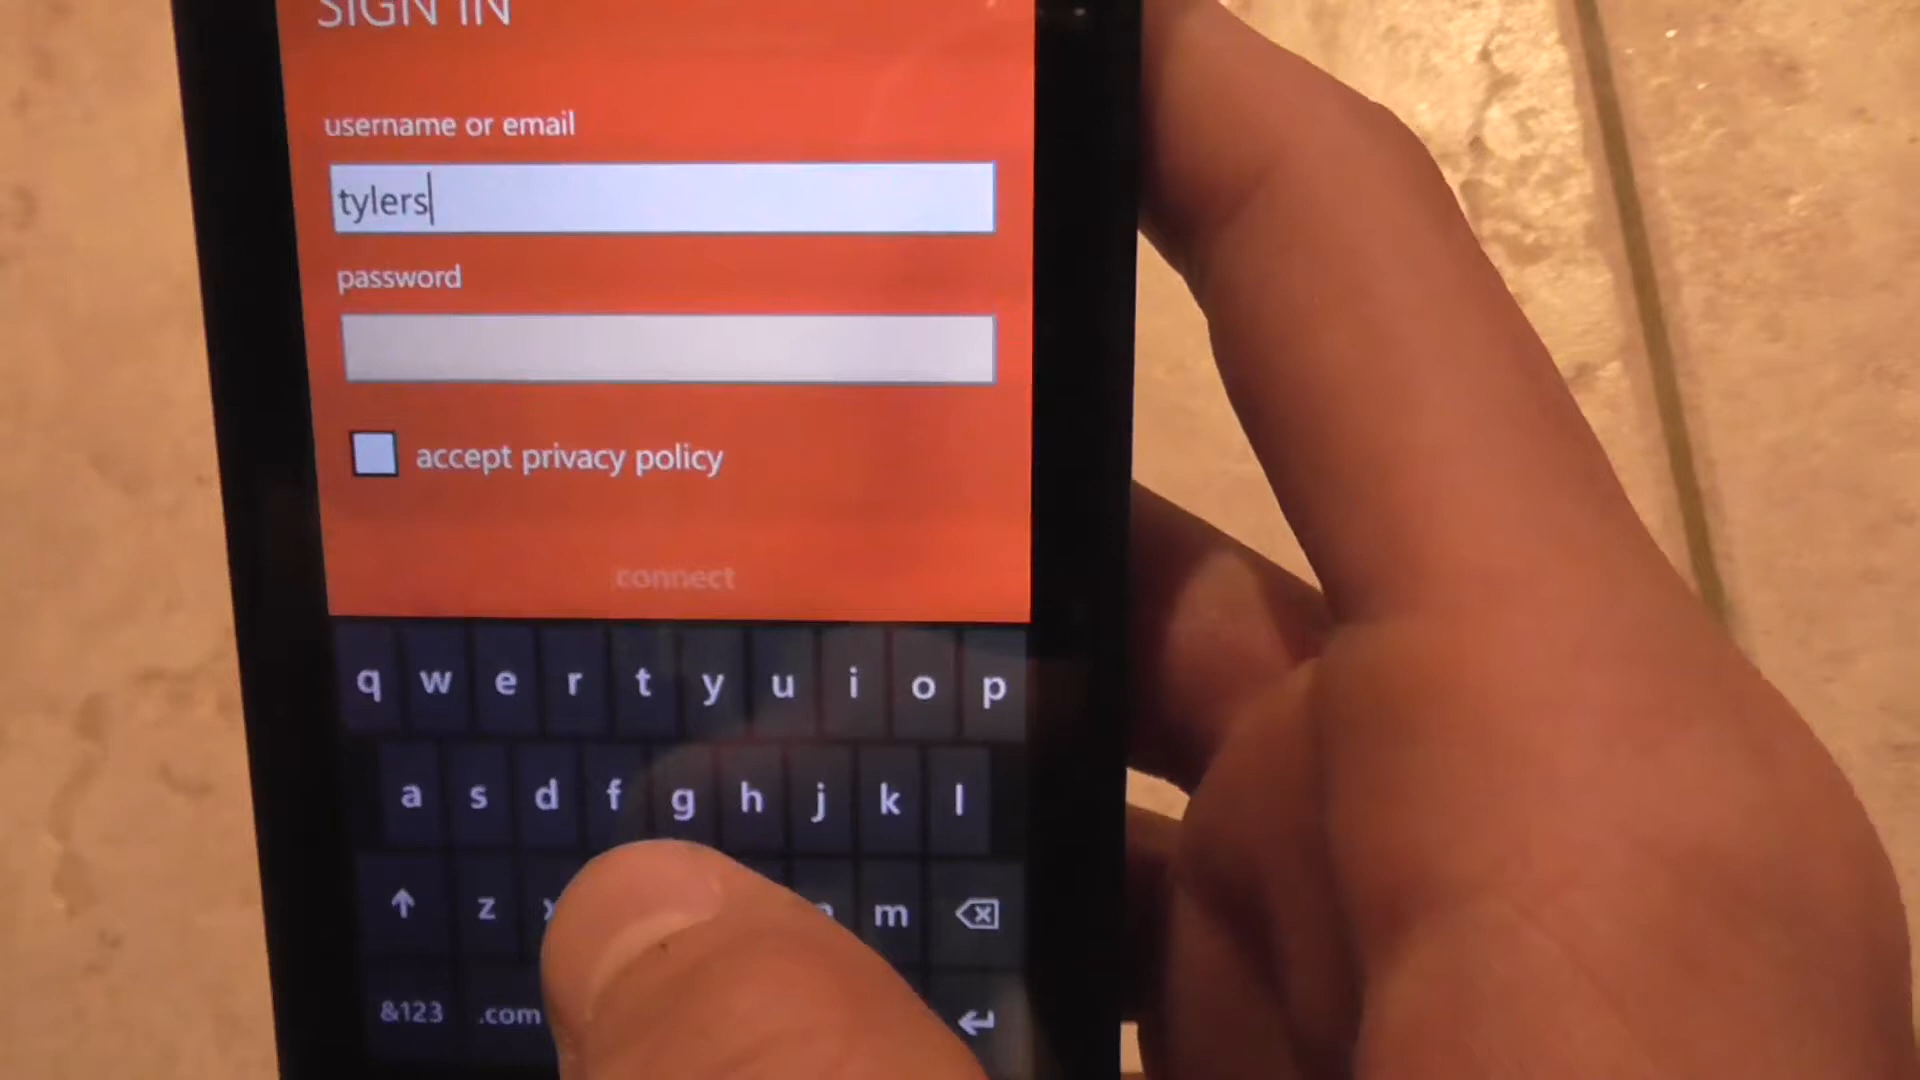 SIGN IN
username or email
tylers
password
accept privacy policy
connect
q w e r t y u i o p
a s d f g h j k l
z m
&123 .com